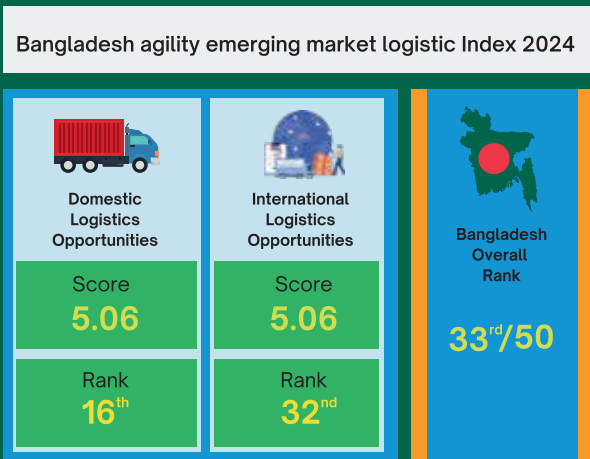 Bangladesh agility emerging market logistic Index 2024
Domestic
Logistics
Opportunities
Score
5.06
Rank
16th
International
Logistics
Opportunities
Score
5.06
Rank
32nd
Bangladesh
Overall
Rank
33rd/50